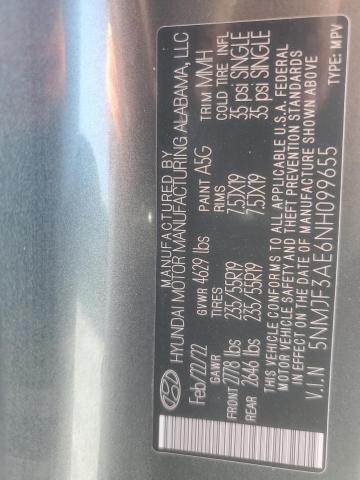 MANUFACTURED BY
HYUNDAI MOTOR MANUFACTURING ALABAMA, LLC
Feb/22/22 GVWR 4629 lbs PAINT A5G TRIM MMH
GAWR TIRES RIMS COLD TIRE INFL
FRONT 2778 lbs 235/55R19 7.5JX19 35 psi SINGLE
REAR 2646 lbs 235/55R19 7.5JX19 35 psi SINGLE
THIS VEHICLE CONFORMS TO ALL APPLICABLE U.S.A. FEDERAL
MOTOR VEHICLE SAFETY AND THEFT PREVENTION STANDARDS
IN EFFECT ON THE DATE OF MANUFACTURE SHOWN ABOVE
V.I.N 5NMJF3AE6NH099655 TYPE: MPV